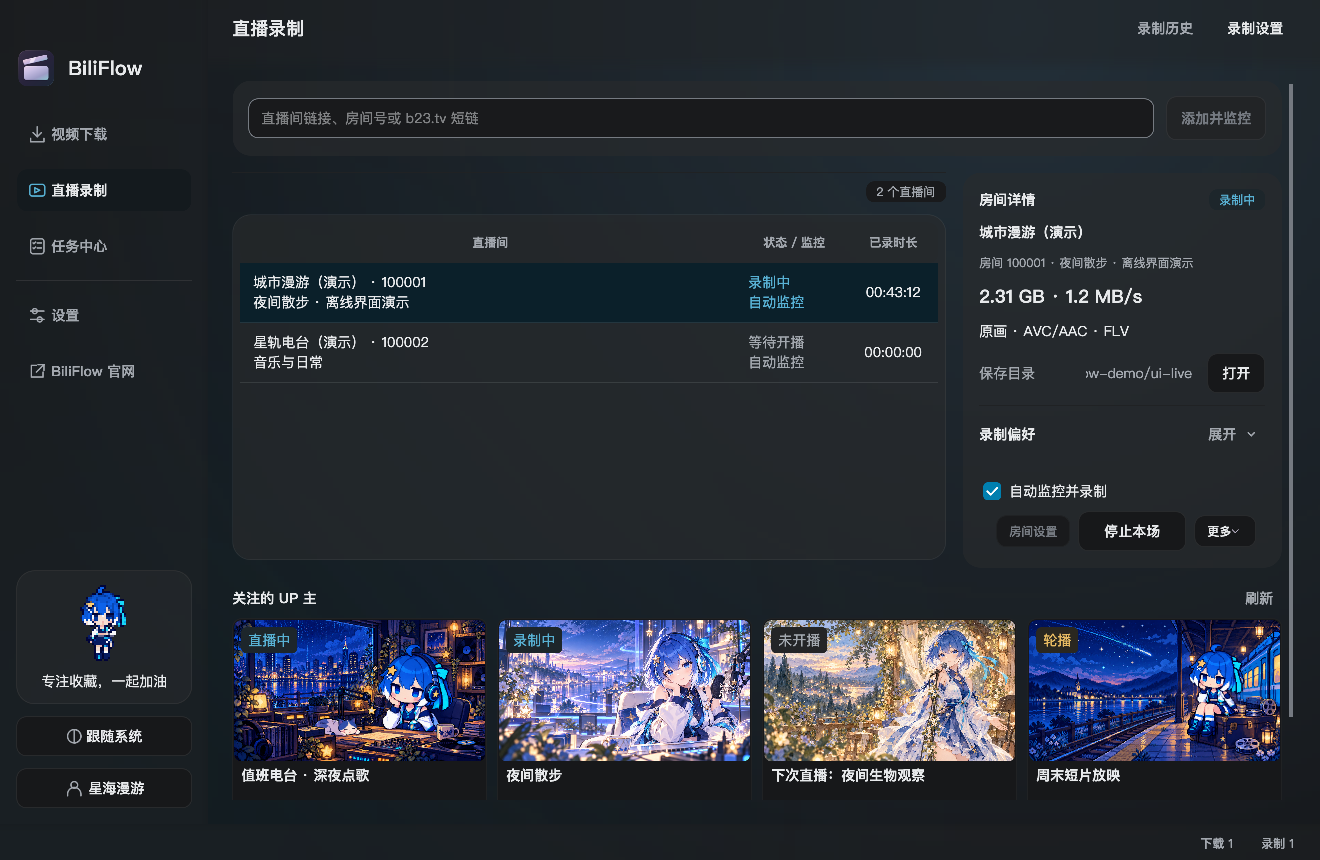 直播录制
录制历史
录制设置
BiliFlow
视频下载
直播录制
任务中心
设置
BiliFlow 官网
专注收藏，一起加油
跟随系统
星海漫游
直播间链接、房间号或 b23.tv 短链
添加并监控
2 个直播间
直播间 状态 / 监控 已录时长
城市漫游（演示） · 100001
夜间散步 · 离线界面演示
录制中
自动监控
00:43:12
星轨电台（演示） · 100002
音乐与日常
等待开播
自动监控
00:00:00
房间详情
录制中
城市漫游（演示）
房间 100001 · 夜间散步 · 离线界面演示
2.31 GB · 1.2 MB/s
原画 · AVC/AAC · FLV
保存目录
ow-demo/ui-live
打开
录制偏好
展开
自动监控并录制
房间设置
停止本场
更多
关注的 UP 主
刷新
直播中
值班电台 · 深夜点歌
录制中
夜间散步
未开播
下次直播：夜间生物观察
轮播
周末短片放映
下载 1
录制 1